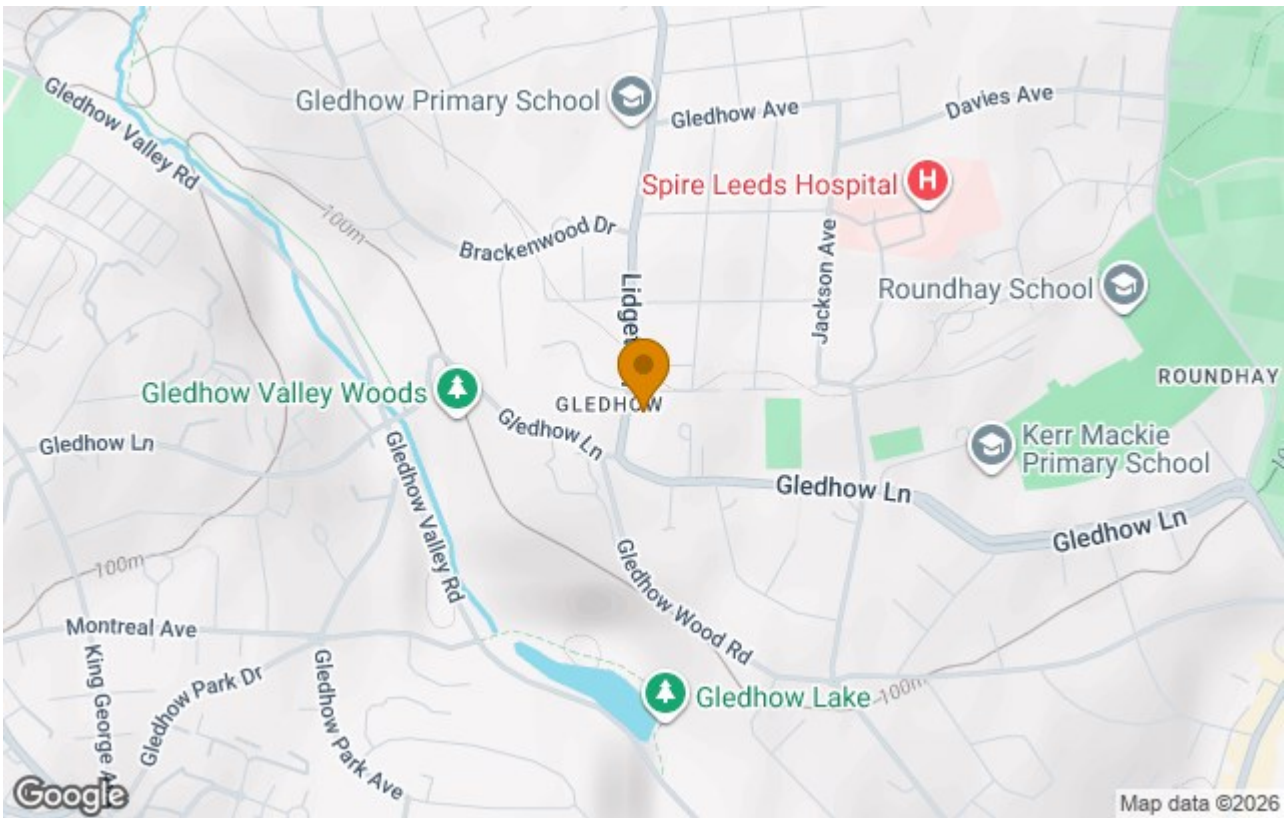 Gledhow Valley Rd
Gledhow Primary School
Gledhow Ave
Davies Ave
Spire Leeds Hospital
H
100m
Brackenwood Dr
Jackson Ave
Roundhay School
Lidget
Gledhow Valley Woods
GLEDHOW
ROUNDHAY
Gledhow Ln
Gledhow Ln
Kerr Mackie
Primary School
Gledhow Ln
Gledhow Ln
Gledhow Valley Rd
100m
Gledhow Wood Rd
Montreal Ave
King George A
Gledhow Park Dr
Gledhow Park Ave
Gledhow Lake
100m
Google
Map data ©2026